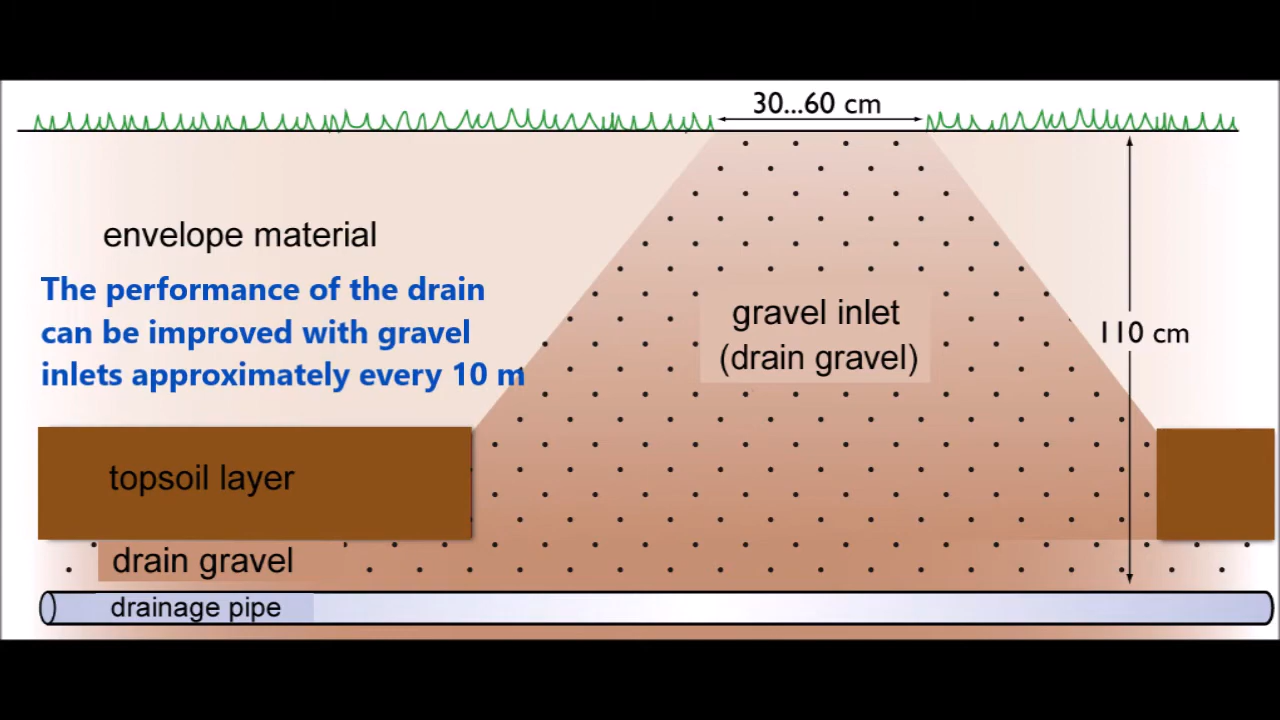 30...60 cm
envelope material
The performance of the drain
can be improved with gravel
inlets approximately every 10 m
gravel inlet
(drain gravel)
110 cm
topsoil layer
drain gravel
drainage pipe